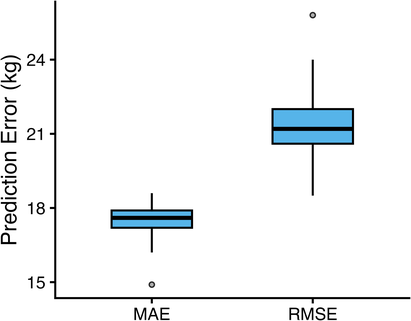 Prediction Error (kg)
24
21
18
15
MAE
RMSE